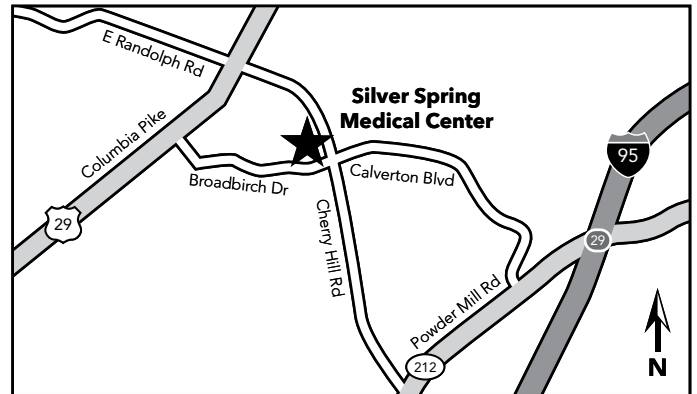 E Randolph Rd
Silver Spring
Medical Center
Columbia Pike
95
Broadbirch Dr
Calverton Blvd
29
Cherry Hill Rd
29
Powder Mill Rd
212
N